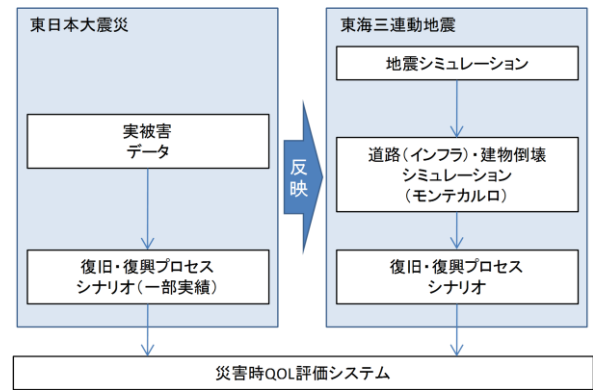 東日本大震災
実被害
データ
復旧・復興プロセス
シナリオ(一部実績)
反
映
東海三連動地震
地震シミュレーション
道路(インフラ)・建物倒壊
シミュレーション
(モンテカルロ)
復旧・復興プロセス
シナリオ
災害時QOL評価システム